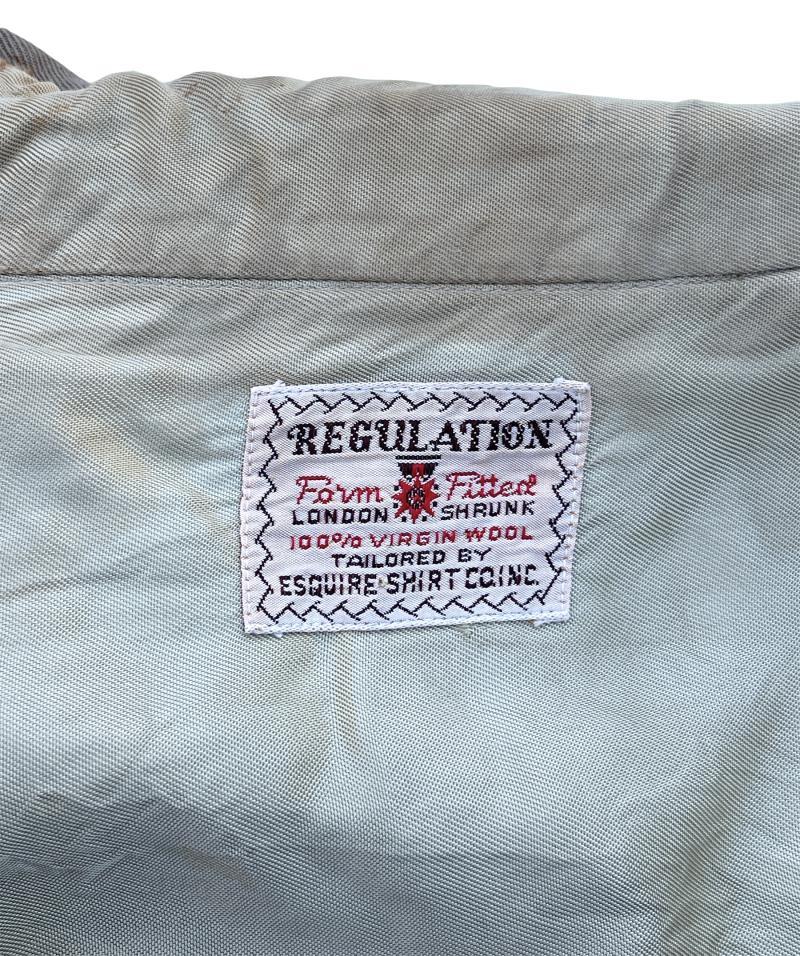 REGULATION
Form Fitted
LONDON SHRUNK
100% VIRGIN WOOL
TAILORED BY
ESQUIRE SHIRT CO. INC.